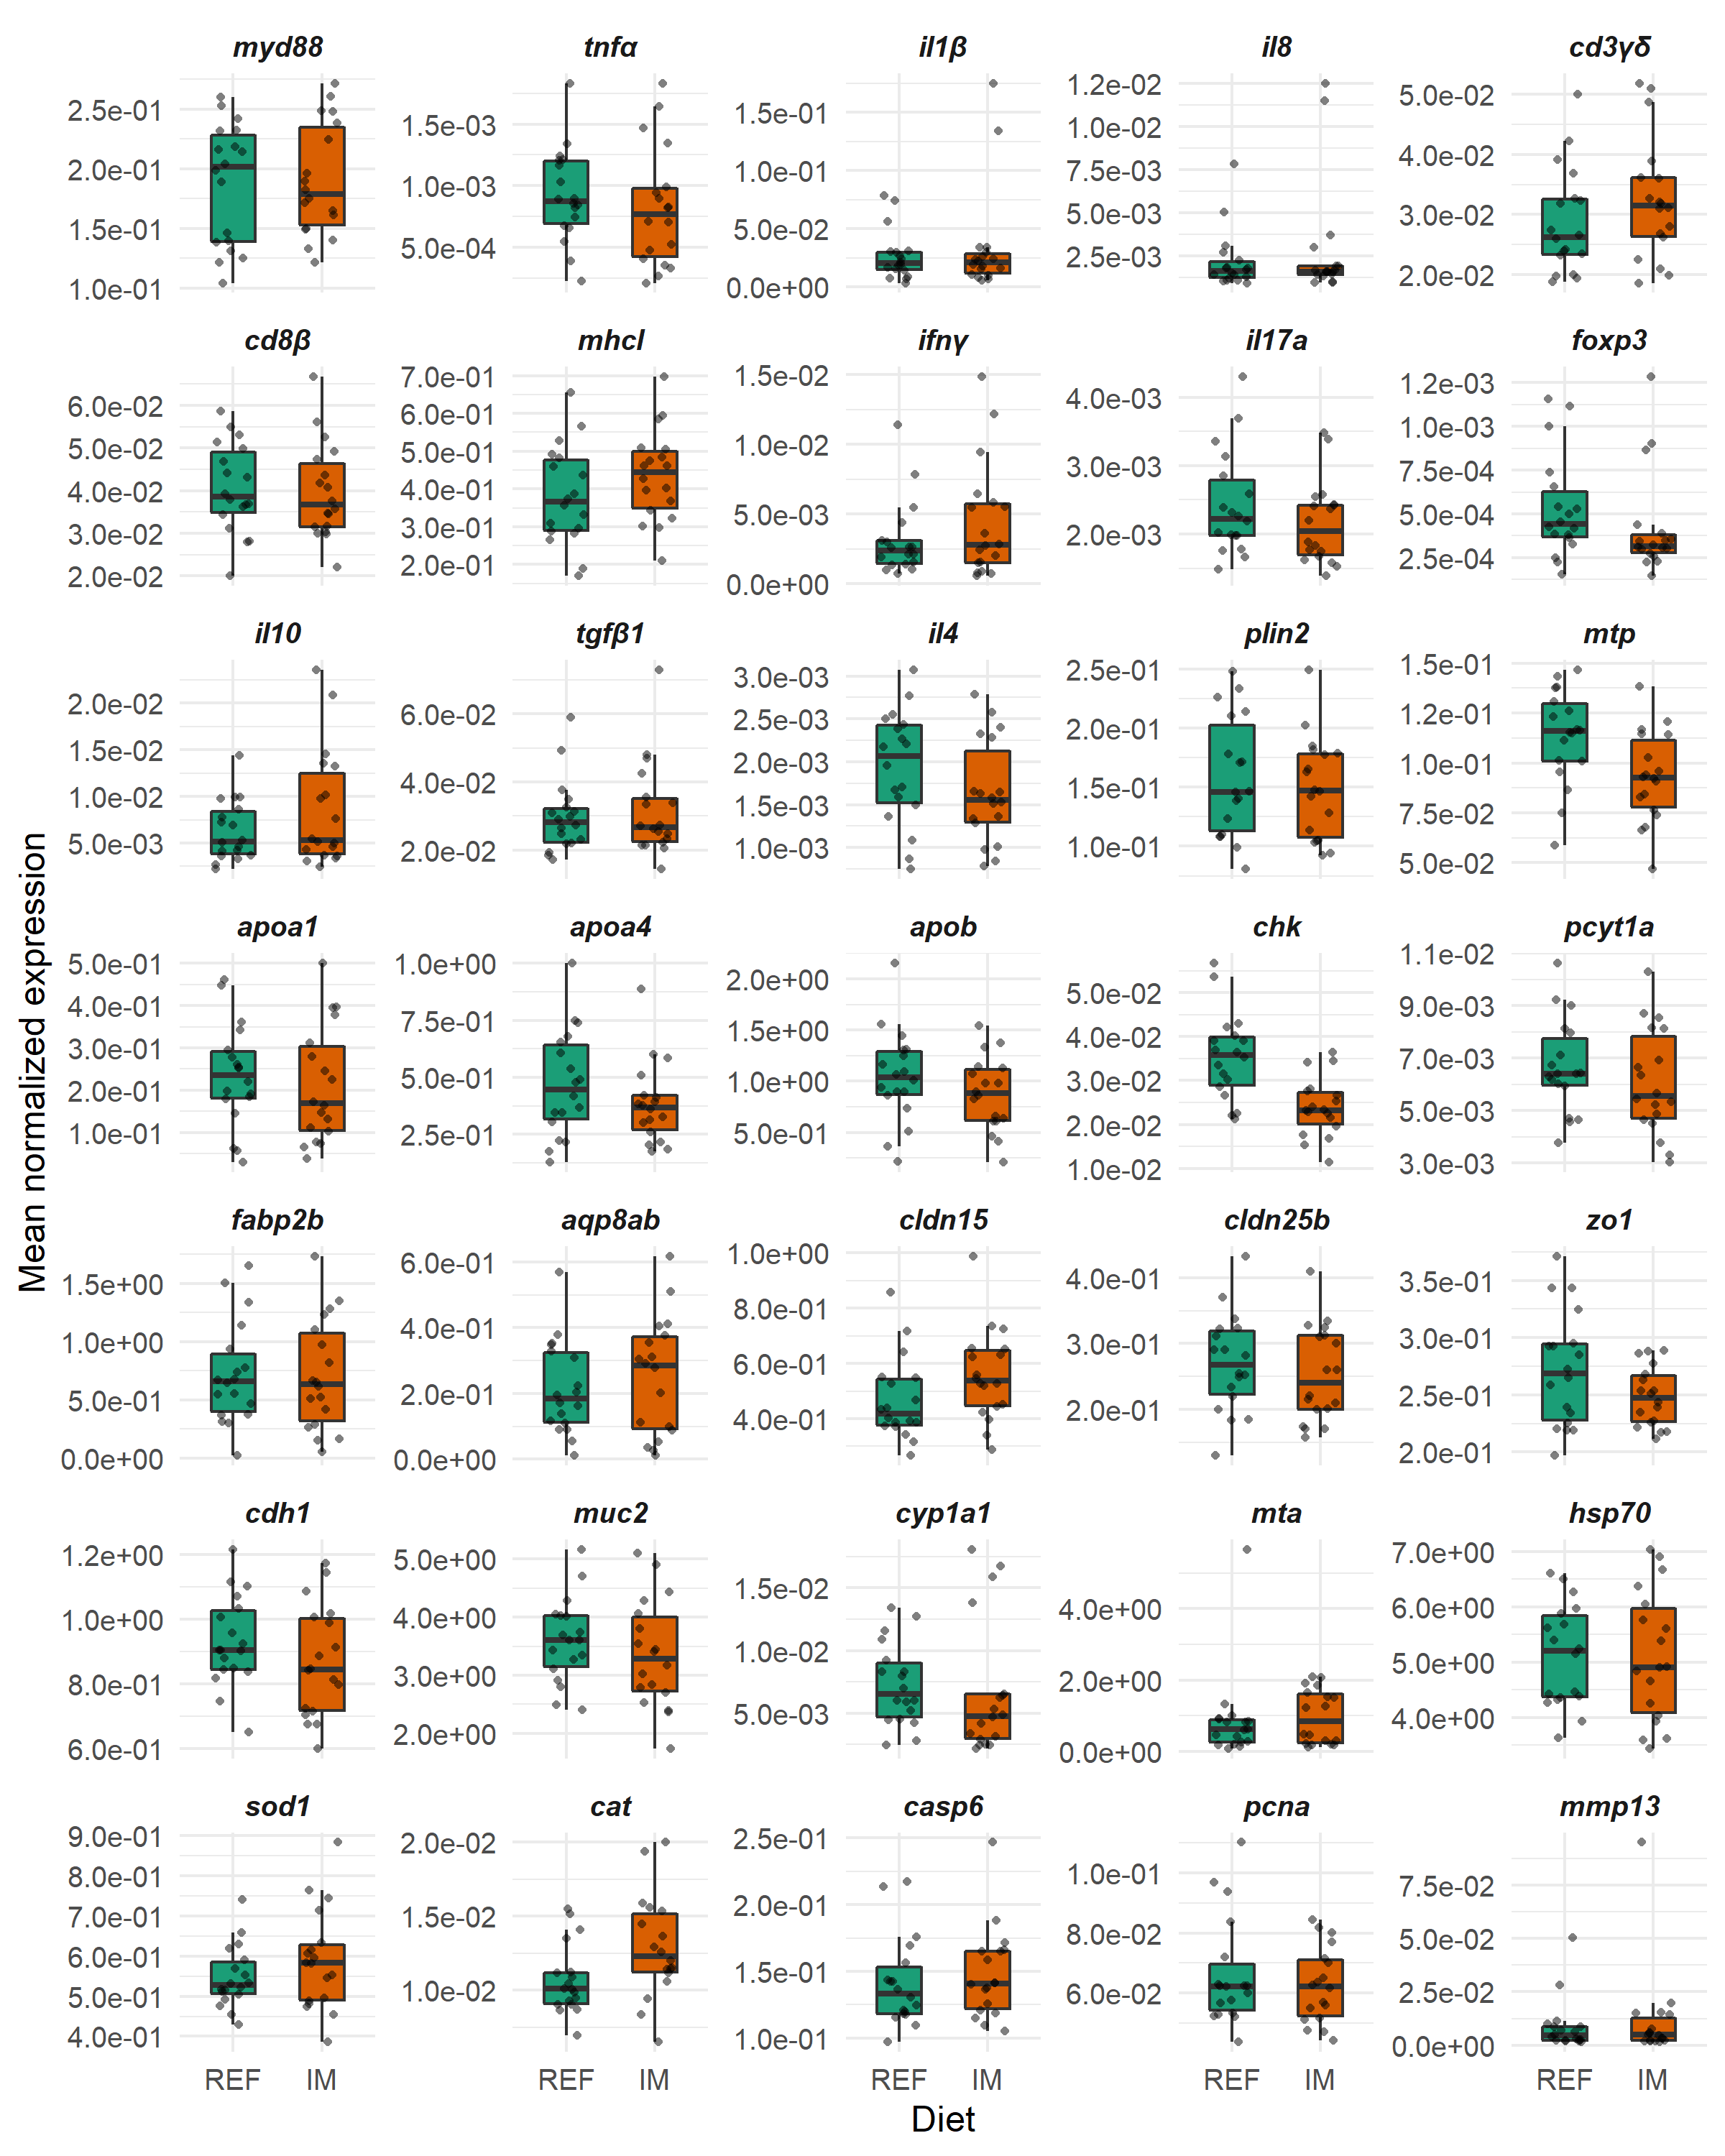 myd88 tnfα il1β il8 cd3γδ
2.5e-01 1.5e-03 1.5e-01 1.2e-02 5.0e-02
2.0e-01 1.0e-03 1.0e-01 1.0e-02 4.0e-02
1.5e-01 5.0e-04 5.0e-02 7.5e-03 3.0e-02
1.0e-01 0.0e+00 5.0e-03 2.0e-02
2.5e-03
cd8β mhcI ifnγ il17a foxp3
6.0e-02 7.0e-01 1.5e-02 4.0e-03 1.2e-03
5.0e-02 6.0e-01 1.0e-02 3.0e-03 1.0e-03
4.0e-02 5.0e-01 5.0e-03 2.0e-03 7.5e-04
3.0e-02 4.0e-01 0.0e+00 5.0e-04
2.0e-02 3.0e-01 2.5e-04
2.0e-01
il10 tgfβ1 il4 plin2 mtp
2.0e-02 6.0e-02 3.0e-03 2.5e-01 1.5e-01
1.5e-02 4.0e-02 2.5e-03 2.0e-01 1.2e-01
1.0e-02 2.0e-02 2.0e-03 1.5e-01 1.0e-01
5.0e-03 1.5e-03 1.0e-01 7.5e-02
1.0e-03 5.0e-02
Mean normalized expression
apoa1 apoa4 apob chk pcyt1a
5.0e-01 1.0e+00 2.0e+00 5.0e-02 1.1e-02
4.0e-01 7.5e-01 1.5e+00 4.0e-02 9.0e-03
3.0e-01 5.0e-01 1.0e+00 3.0e-02 7.0e-03
2.0e-01 2.5e-01 5.0e-01 2.0e-02 5.0e-03
1.0e-01 1.0e-02 3.0e-03
fabp2b aqp8ab cldn15 cldn25b zo1
1.5e+00 6.0e-01 1.0e+00 4.0e-01 3.5e-01
1.0e+00 4.0e-01 8.0e-01 3.0e-01 3.0e-01
5.0e-01 2.0e-01 6.0e-01 2.0e-01 2.5e-01
0.0e+00 0.0e+00 4.0e-01 2.0e-01
cdh1 muc2 cyp1a1 mta hsp70
1.2e+00 5.0e+00 1.5e-02 4.0e+00 7.0e+00
1.0e+00 4.0e+00 1.0e-02 2.0e+00 6.0e+00
8.0e-01 3.0e+00 5.0e-03 0.0e+00 5.0e+00
6.0e-01 2.0e+00 4.0e+00
sod1 cat casp6 pcna mmp13
9.0e-01 2.0e-02 2.5e-01 1.0e-01 7.5e-02
8.0e-01 1.5e-02 2.0e-01 8.0e-02 5.0e-02
7.0e-01 1.0e-02 1.5e-01 6.0e-02 2.5e-02
6.0e-01 1.0e-01 0.0e+00
5.0e-01
4.0e-01
REF IM REF IM REF IM REF IM REF IM
Diet